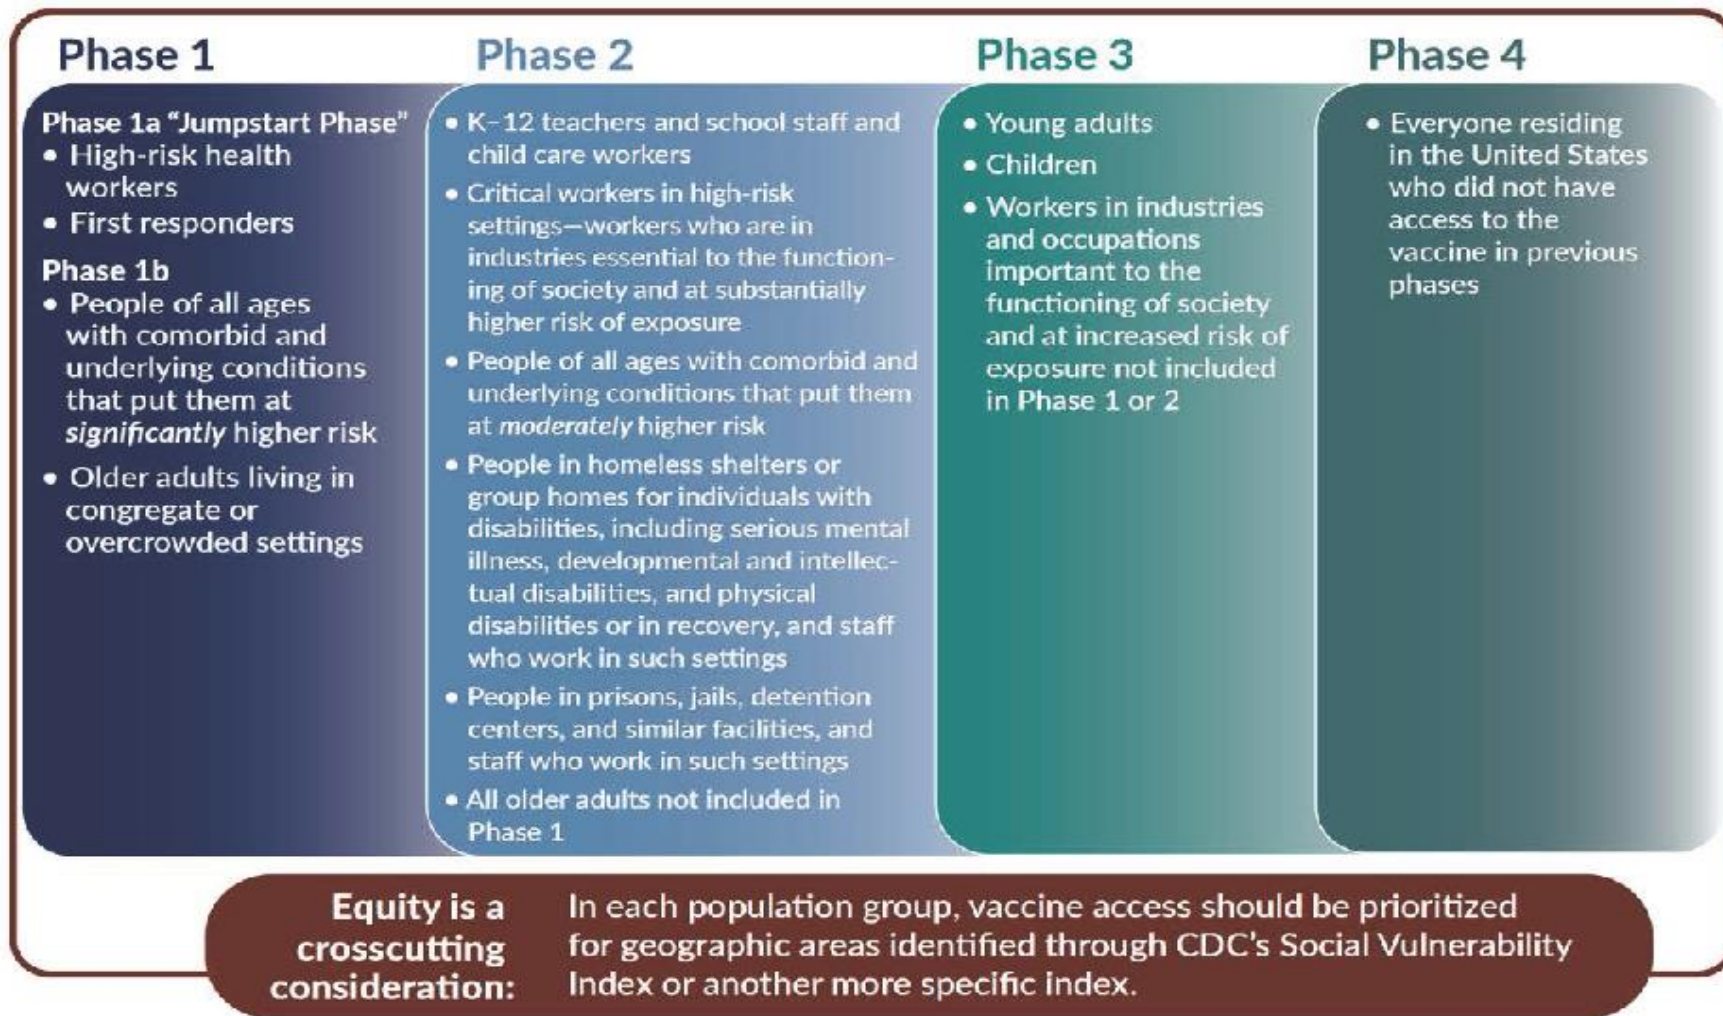 Phase 1
Phase 1a “Jumpstart Phase”
• High-risk health
workers
• First responders
Phase 1b
• People of all ages
with comorbid and
underlying conditions
that put them at
significantly higher risk
• Older adults living in
congregate or
overcrowded settings
Phase 2
• K–12 teachers and school staff and
child care workers
• Critical workers in high-risk
settings—workers who are in
industries essential to the function-
ing of society and at substantially
higher risk of exposure
• People of all ages with comorbid and
underlying conditions that put them
at moderately higher risk
• People in homeless shelters or
group homes for individuals with
disabilities, including serious mental
illness, developmental and intellec-
tual disabilities, and physical
disabilities or in recovery, and staff
who work in such settings
• People in prisons, jails, detention
centers, and similar facilities, and
staff who work in such settings
• All older adults not included in
Phase 1
Phase 3
• Young adults
• Children
• Workers in industries
and occupations
important to the
functioning of society
and at increased risk of
exposure not included
in Phase 1 or 2
Phase 4
• Everyone residing
in the United States
who did not have
access to the
vaccine in previous
phases
Equity is a
crosscutting
consideration:
In each population group, vaccine access should be prioritized
for geographic areas identified through CDC’s Social Vulnerability
Index or another more specific index.